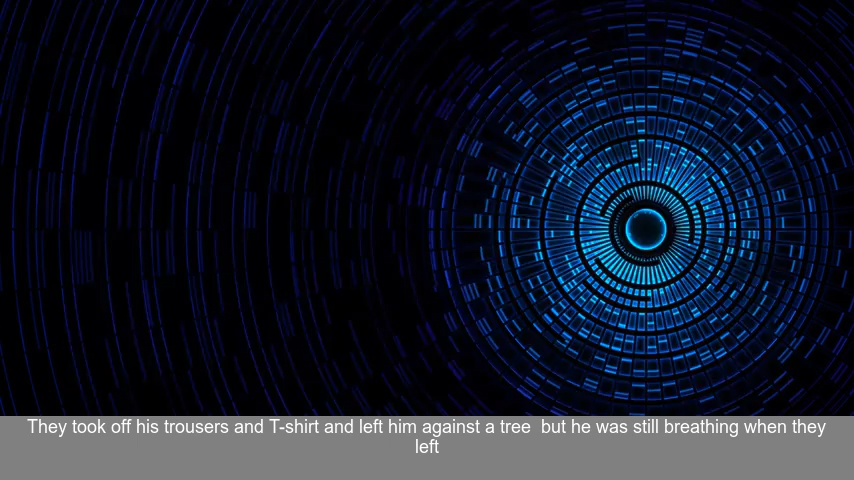 They took off his trousers and T-shirt and left him against a tree  but he was still breathing when they
left